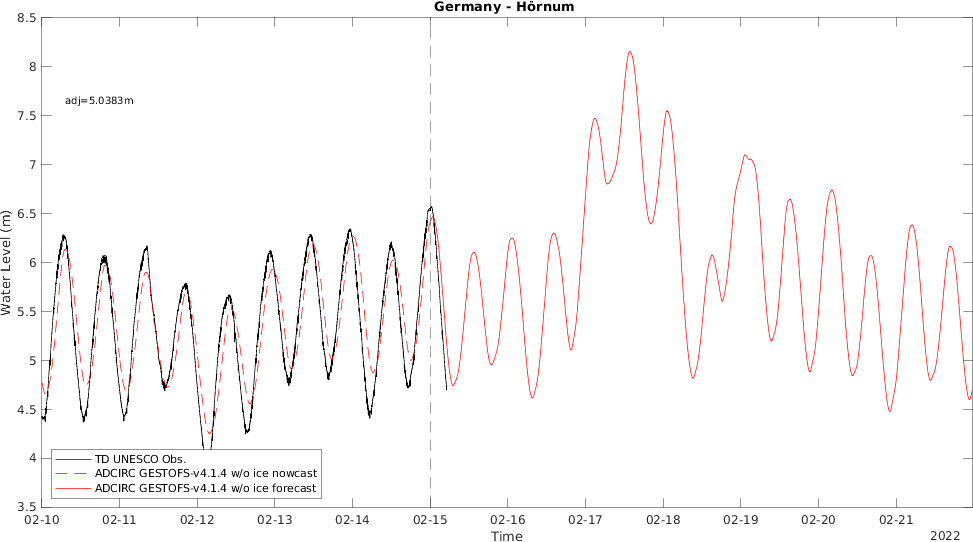 Germany - Hörnum
8.5
8
7.5
7
6.5
6
5.5
5
4.5
4
3.5
Water Level (m)
adj=5.0383m
TD UNESCO Obs.
ADCIRC GESTOFS-v4.1.4 w/o ice nowcast
ADCIRC GESTOFS-v4.1.4 w/o ice forecast
02-10 02-11 02-12 02-13 02-14 02-15 02-16 02-17 02-18 02-19 02-20 02-21
Time
2022